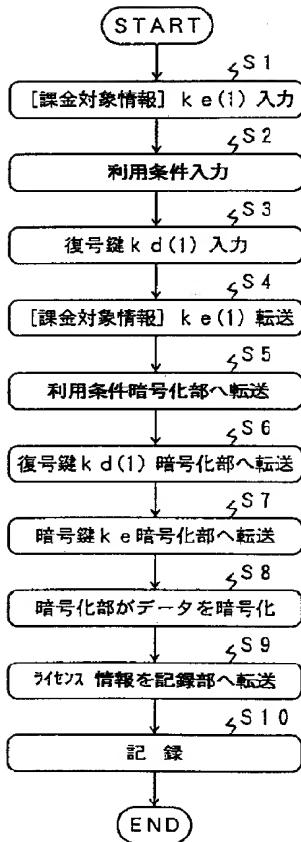 START
S1
[課金対象情報] ke(1) 入力
S2
利用条件入力
S3
復号鍵kd(1) 入力
S4
[課金対象情報] ke(1) 転送
S5
利用条件暗号化部へ転送
S6
復号鍵kd(1) 暗号化部へ転送
S7
暗号鍵ke暗号化部へ転送
S8
暗号化部がデータを暗号化
S9
ライセンス 情報を記録部へ転送
S10
記 録
END